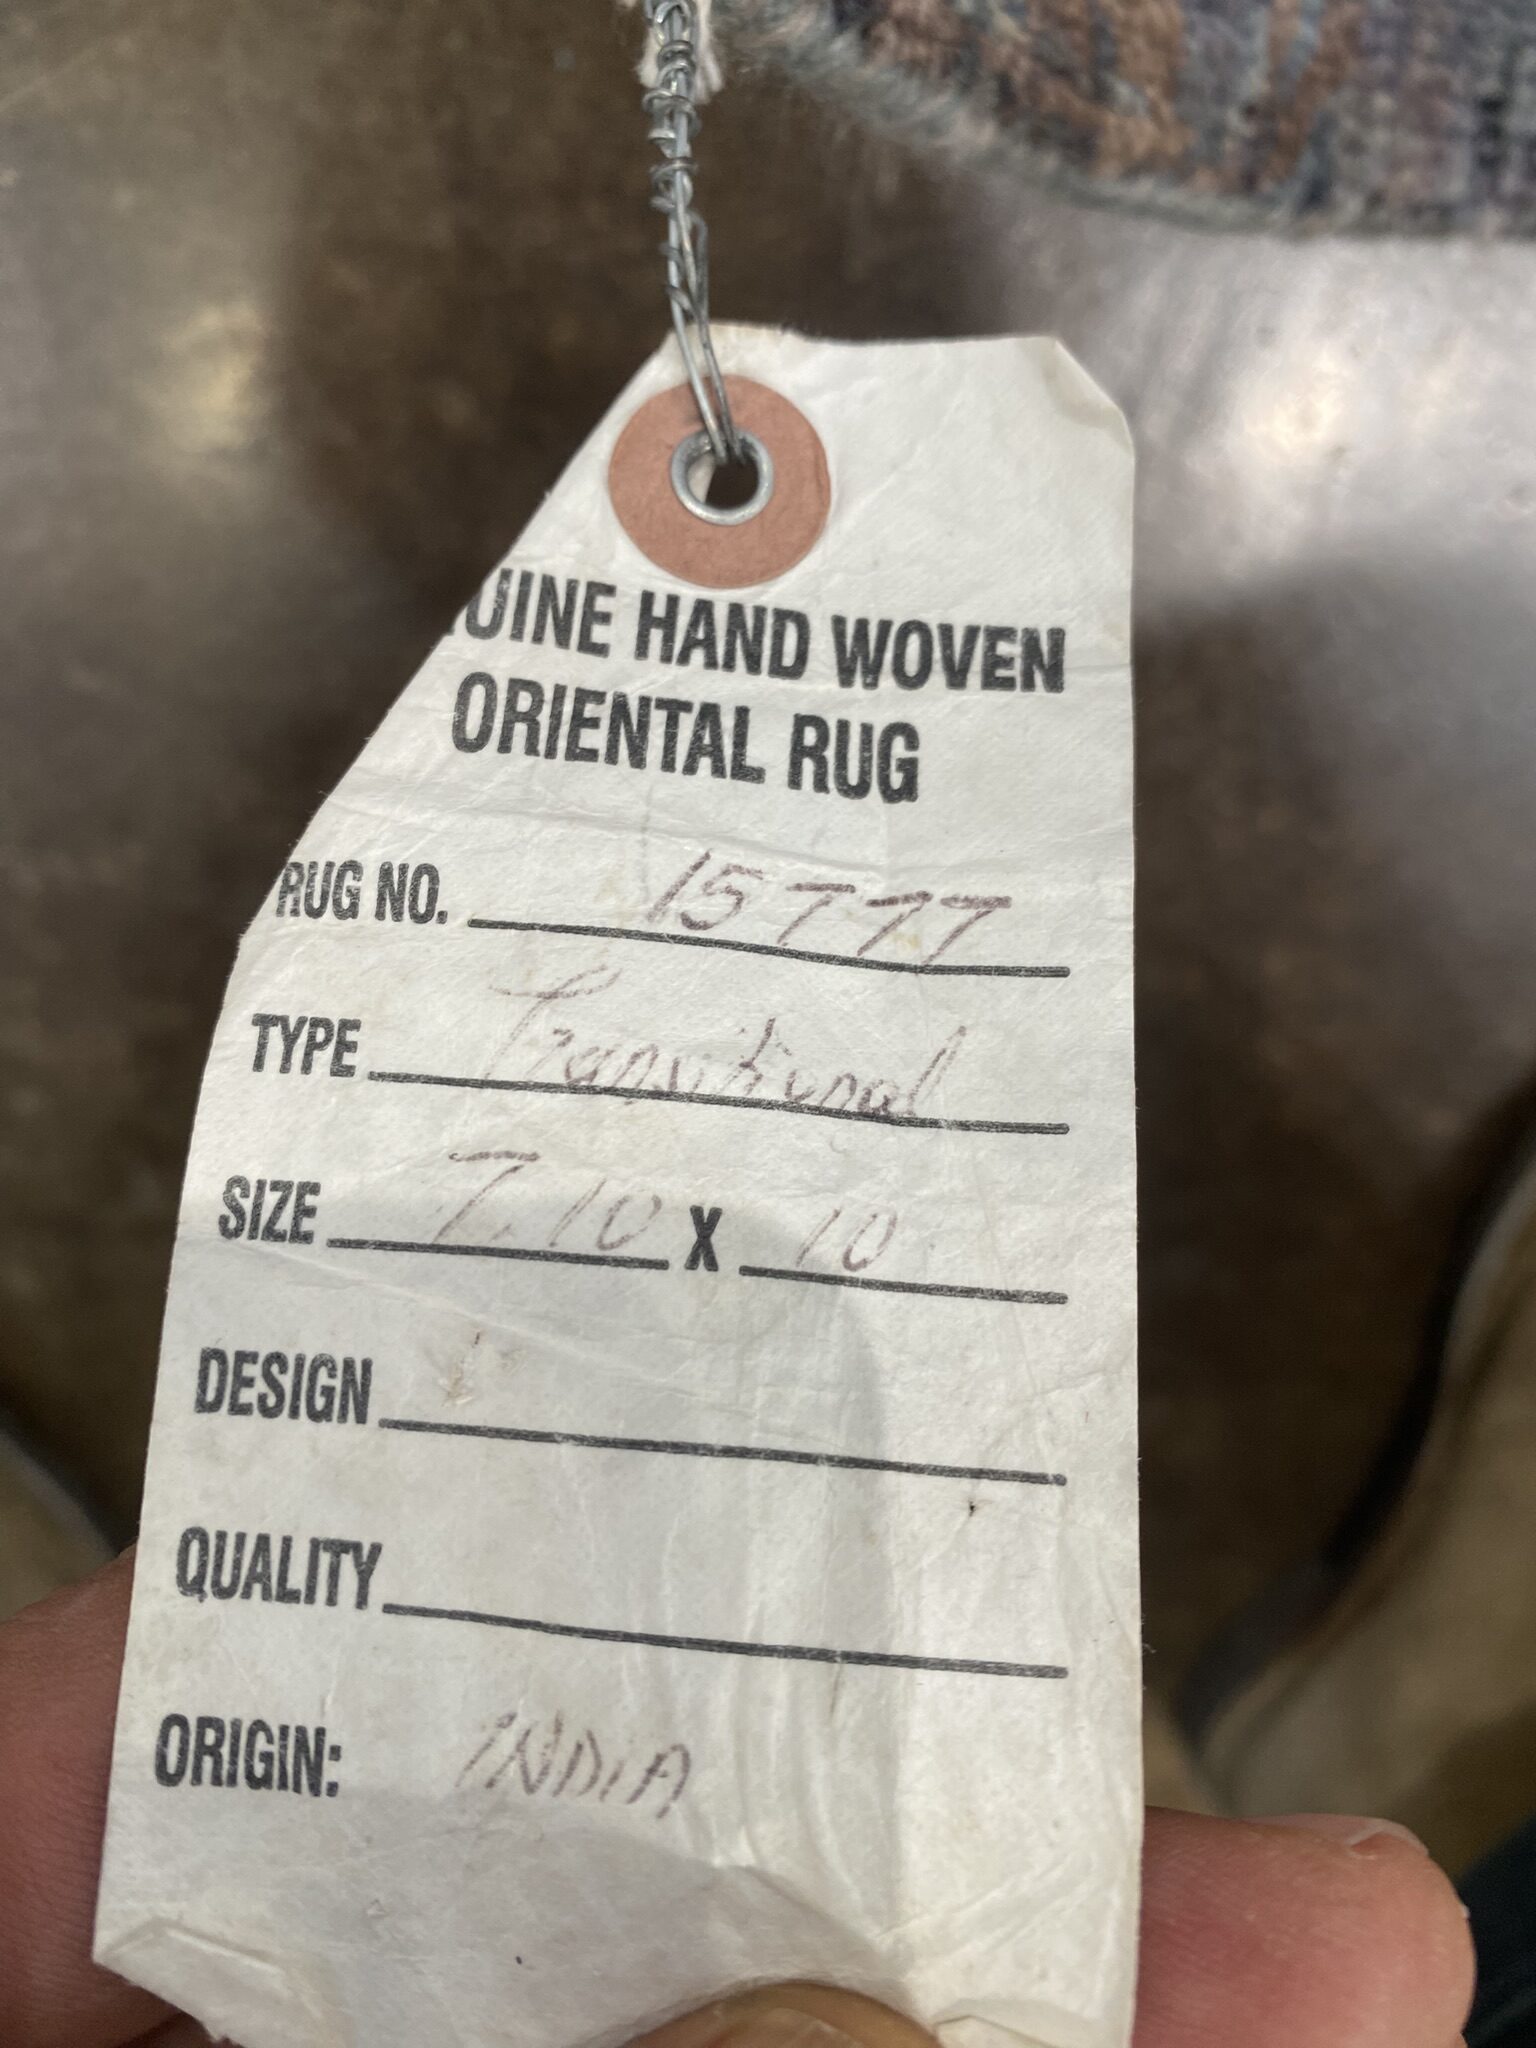 UINE HAND WOVEN
ORIENTAL RUG
RUG NO. 15777
TYPE Transitional
SIZE 7.10 X 10
DESIGN
QUALITY
ORIGIN: INDIA